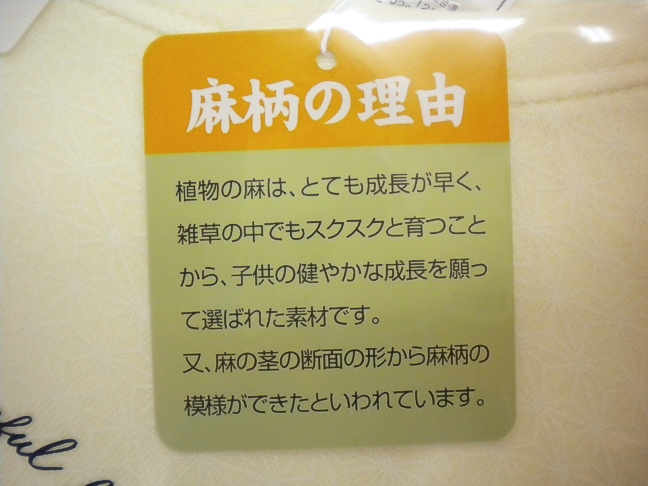 麻柄の理由
植物の麻は、とても成長が早く、
雑草の中でもスクスクと育つこと
から、子供の健やかな成長を願っ
て選ばれた素材です。
又、麻の茎の断面の形から麻柄の
模様ができたといわれています。